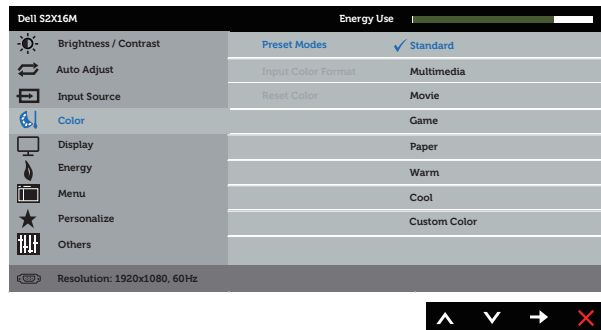 Dell S2X16M Energy Use
Brightness / Contrast Preset Modes Standard
Auto Adjust Input Color Format Multimedia
Input Source Reset Color Movie
Color Game
Display Paper
Energy Warm
Menu Cool
Personalize Custom Color
Others
Resolution: 1920x1080, 60Hz